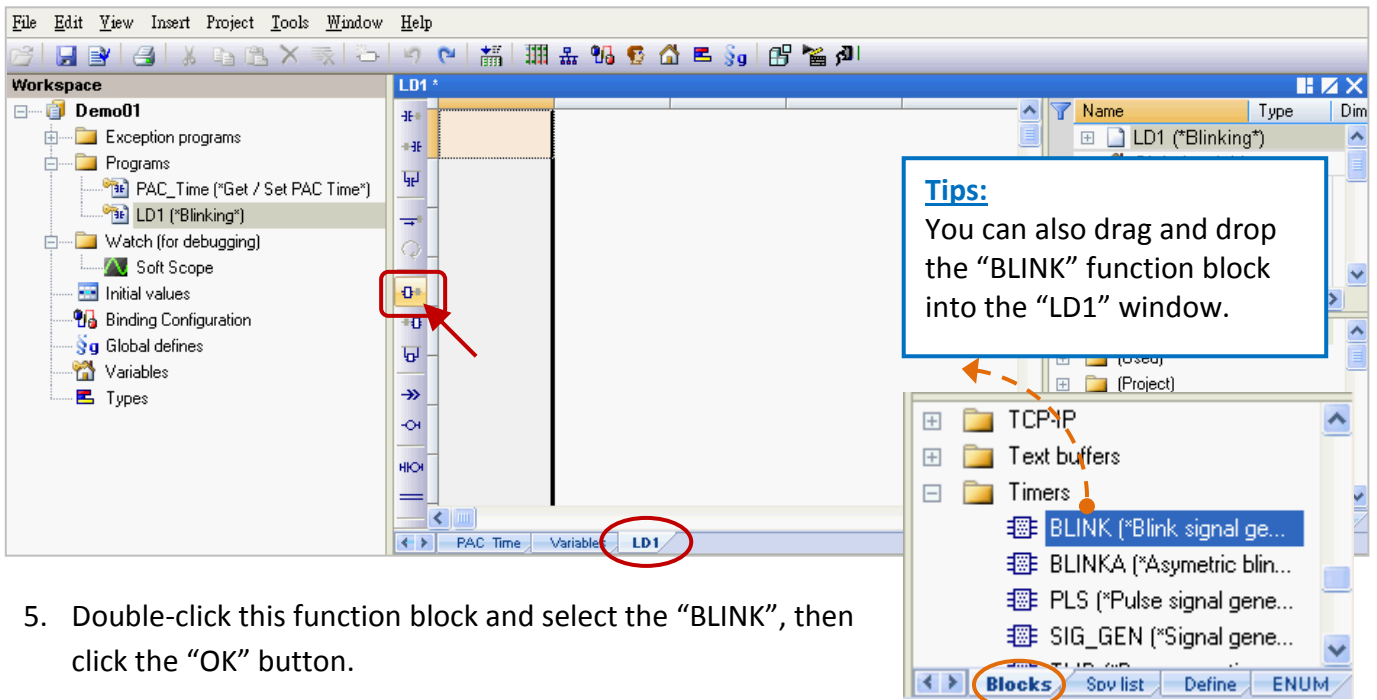 File Edit View Insert Project Tools Window Help
Workspace
Demo01
Exception programs
Programs
PAC_Time (*Get / Set PAC Time*)
LD1 (*Blinking*)
Watch (for debugging)
Soft Scope
Initial values
Binding Configuration
Global defines
Variables
Types
LD1 *
PAC Time Variables LD1
Name Type Dim
LD1 (*Blinking*)
(Used)
(Project)
Tips:
You can also drag and drop
the “BLINK” function block
into the “LD1” window.
TCP-IP
Text buffers
Timers
BLINK (*Blink signal ge...
BLINKA (*Asymetric blin...
PLS (*Pulse signal gene...
SIG_GEN (*Signal gene...
Blocks Spy list Define ENUM
5. Double-click this function block and select the “BLINK”, then
click the “OK” button.